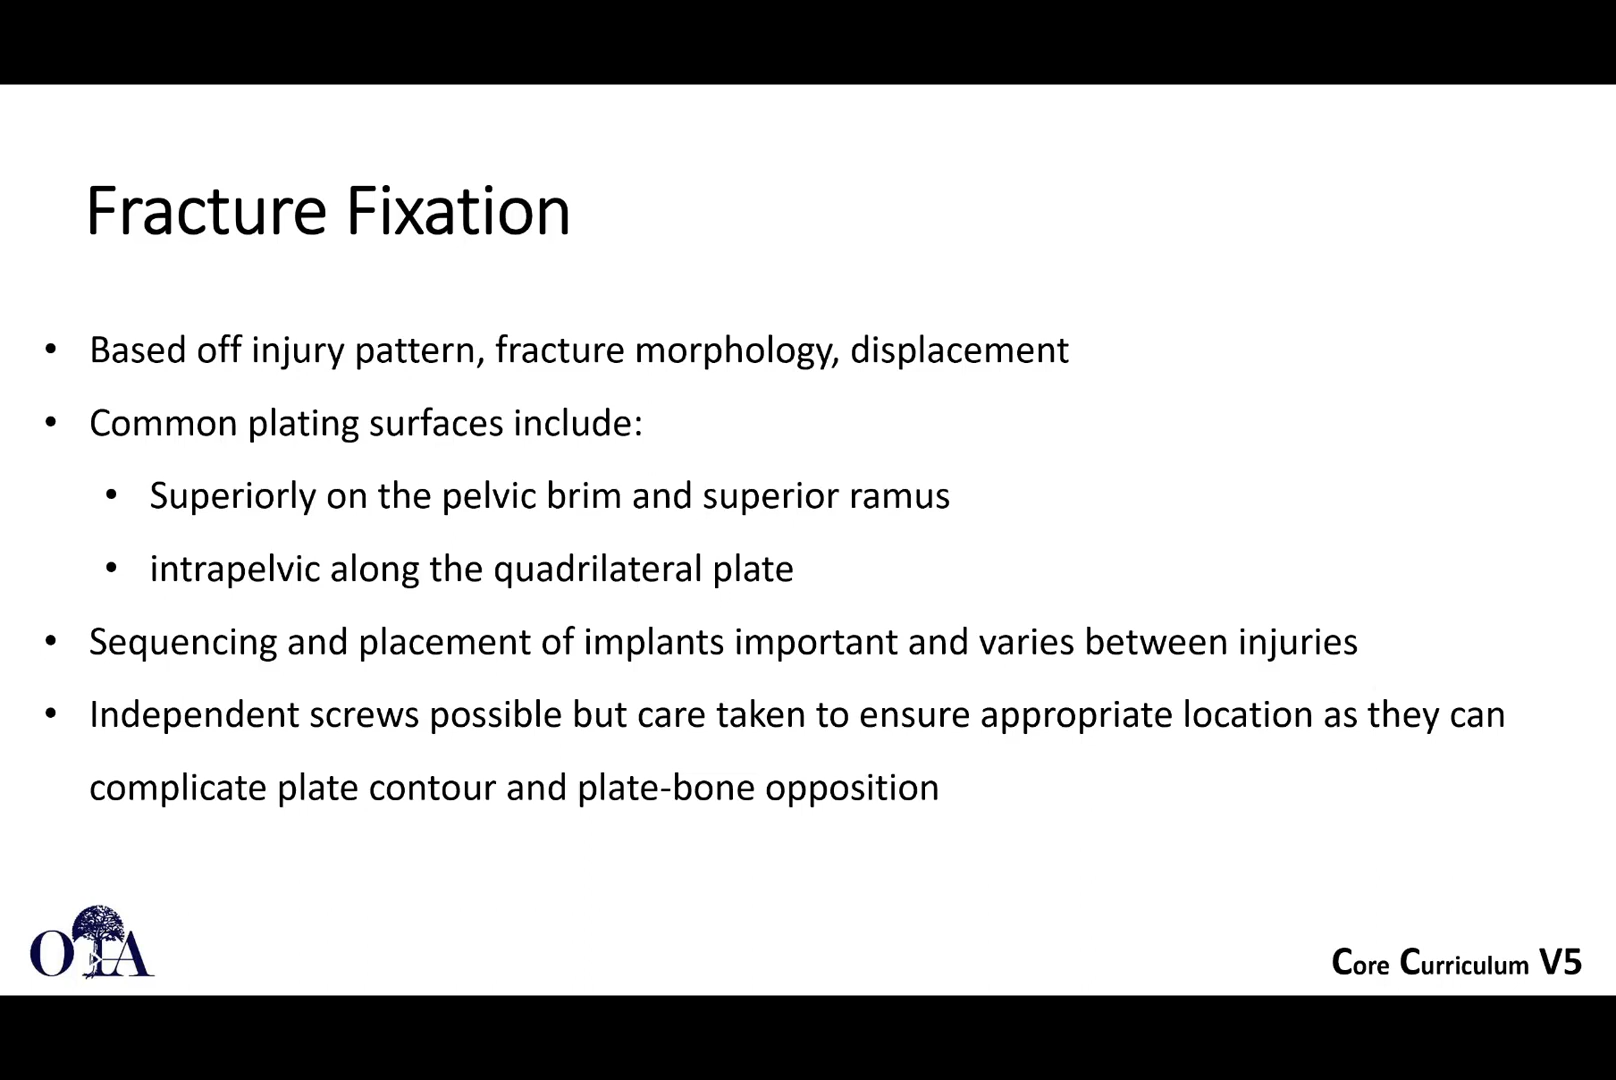 Fracture Fixation
• Based off injury pattern, fracture morphology, displacement
• Common plating surfaces include:
• Superiorly on the pelvic brim and superior ramus
• intrapelvic along the quadrilateral plate
• Sequencing and placement of implants important and varies between injuries
• Independent screws possible but care taken to ensure appropriate location as they can
complicate plate contour and plate-bone opposition
OTA
Core Curriculum V5